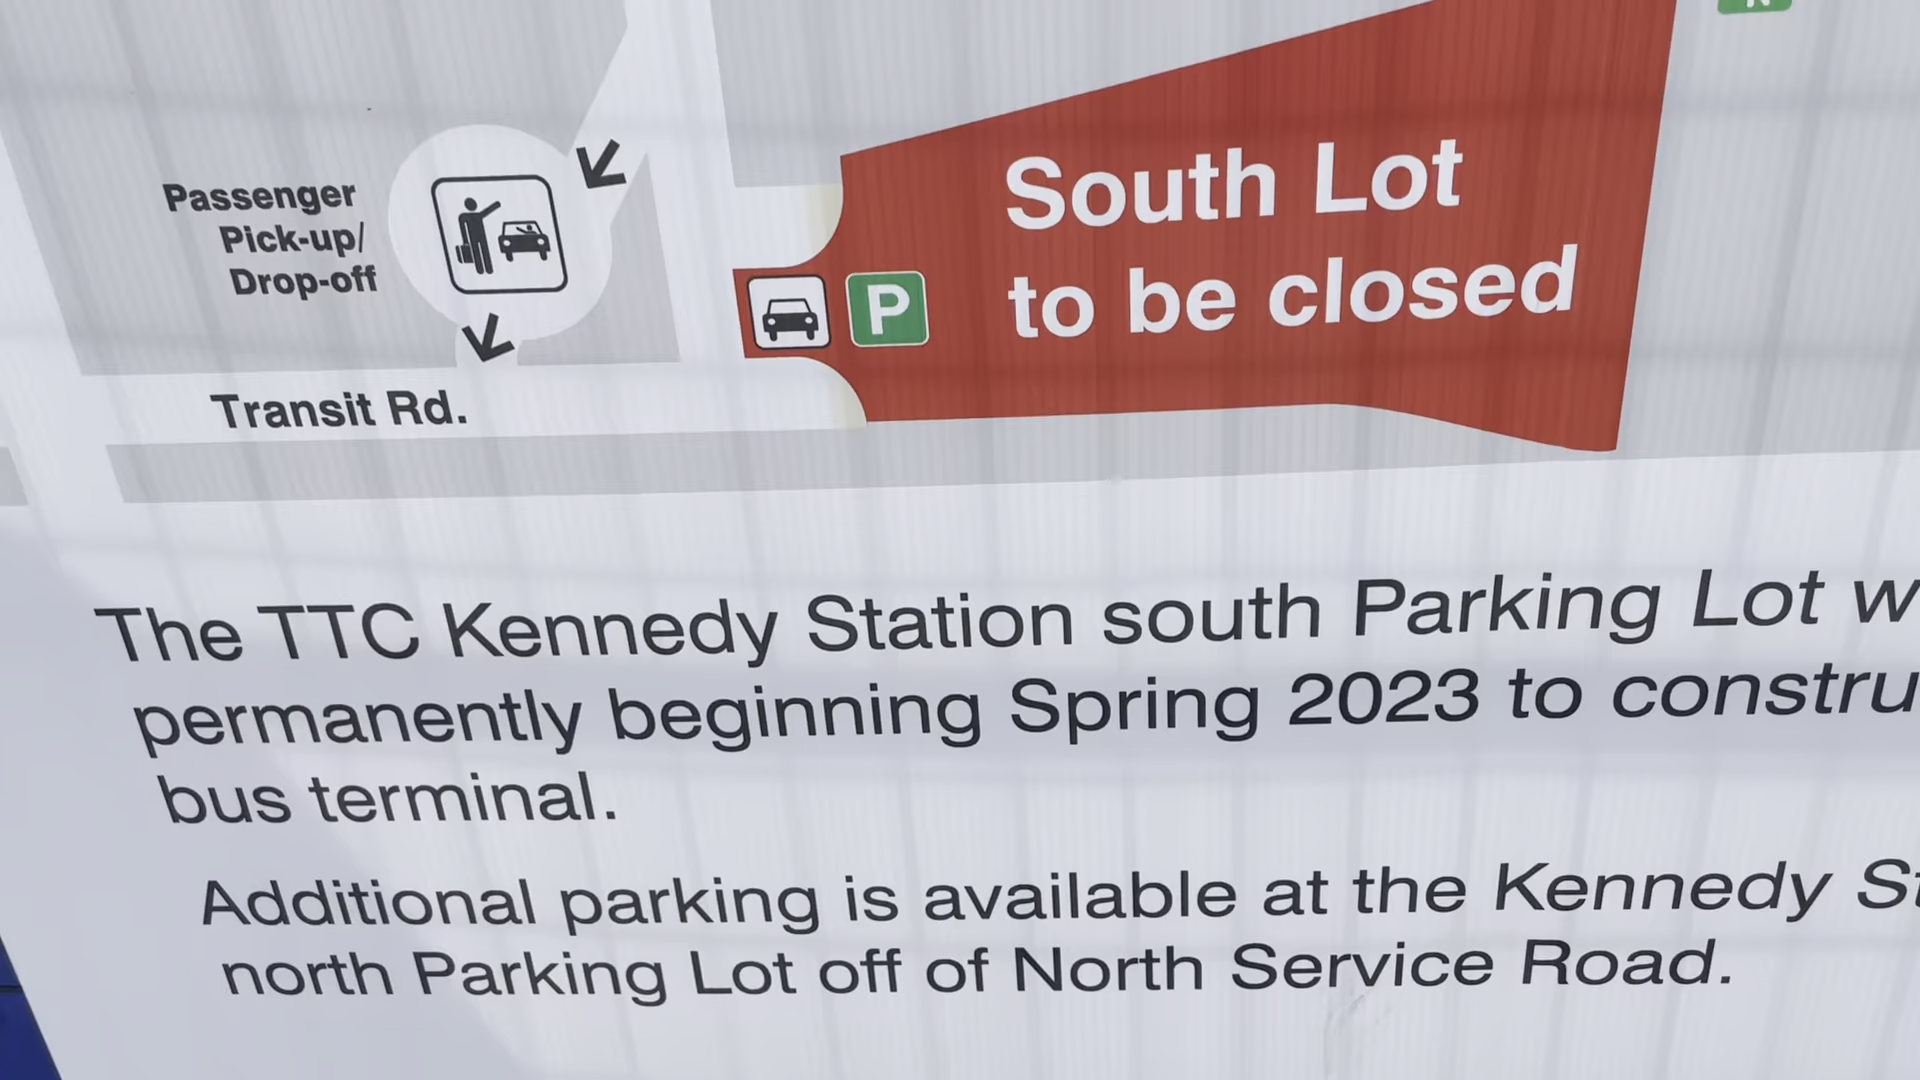 Passenger
Pick-up/
Drop-off
P
South Lot
to be closed
Transit Rd.
The TTC Kennedy Station south Parking Lot
permanently beginning Spring 2023 to
bus terminal.
Additional parking is available at the Kennedy
north Parking Lot off of North Service Road.